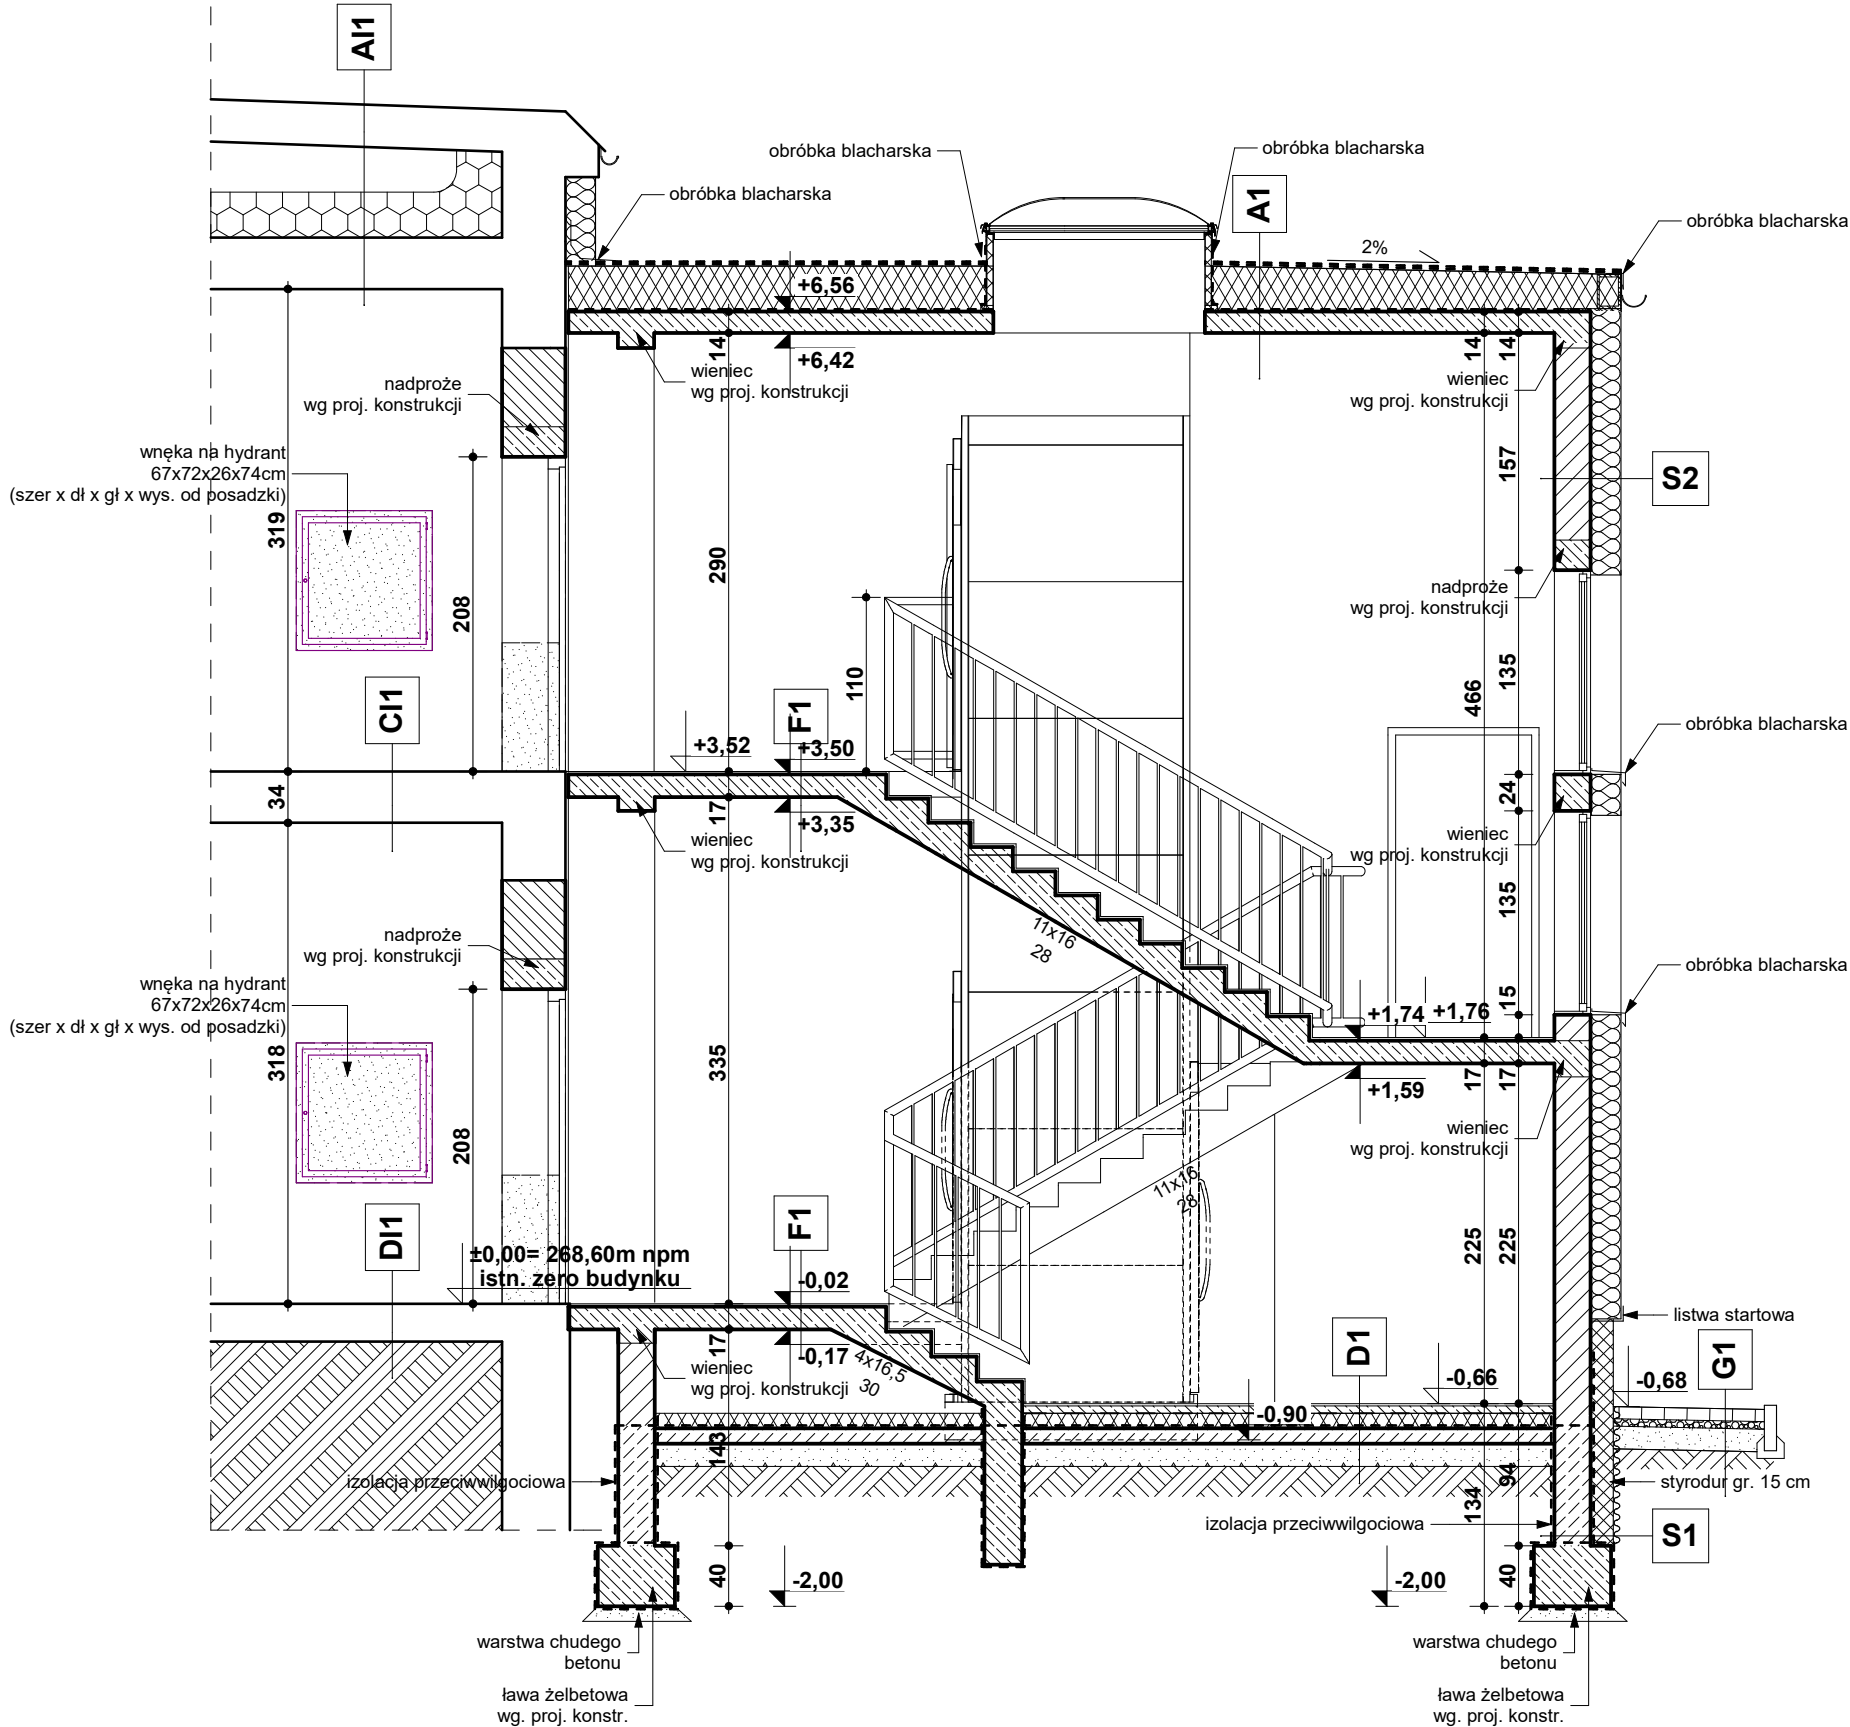 AI1
obróbka blacharska
obróbka blacharska
obróbka blacharska
A1
obróbka blacharska
2%
+6,56
+6,42
14
14
14
wieniec
wg proj. konstrukcji
wieniec
wg proj. konstrukcji
nadproże
wg proj. konstrukcji
wnęka na hydrant
67x72x26x74cm
(szer x dł x gł x wys. od posadzki)
319
208
290
157
S2
nadproże
wg proj. konstrukcji
110
466
135
CI1
F1
+3,52
+3,50
obróbka blacharska
34
17
+3,35
24
wieniec
wg proj. konstrukcji
wieniec
wg proj. konstrukcji
135
nadproże
wg proj. konstrukcji
11x16
28
obróbka blacharska
wnęka na hydrant
67x72x26x74cm
(szer x dł x gł x wys. od posadzki)
15
+1,74
+1,76
318
335
17
17
+1,59
208
wieniec
wg proj. konstrukcji
11x16
28
DI1
F1
225
225
±0,00= 268,60m npm
istn. zero budynku
-0,02
listwa startowa
17
-0,17
4x16,5
30
D1
G1
wieniec
wg proj. konstrukcji
-0,66
-0,68
-0,90
143
izolacja przeciwwilgociowa
94
134
styrodur gr. 15 cm
izolacja przeciwwilgociowa
S1
40
-2,00
-2,00
40
warstwa chudego
betonu
warstwa chudego
betonu
ława żelbetowa
wg. proj. konstr.
ława żelbetowa
wg. proj. konstr.